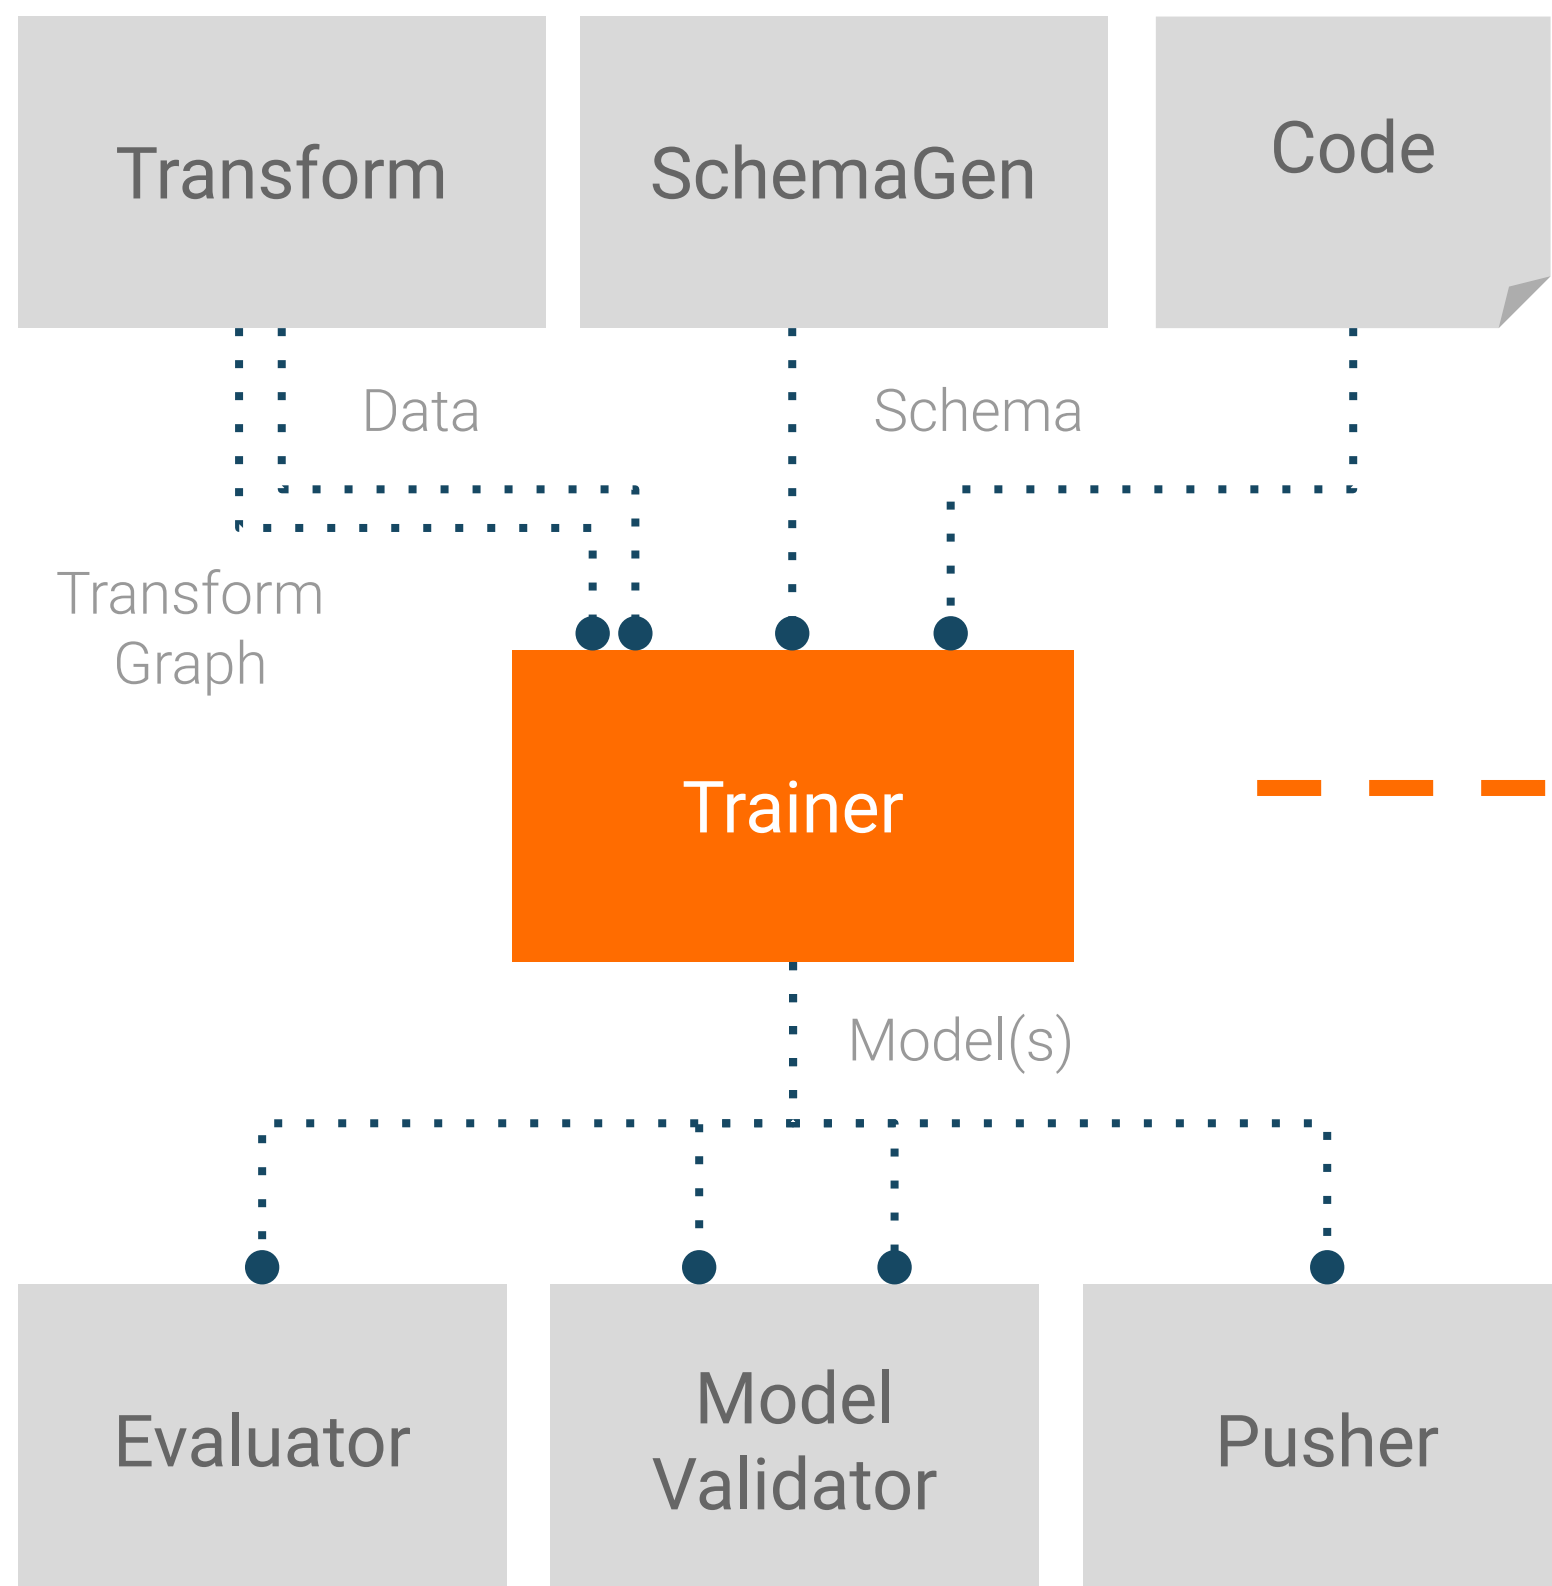 Transform
SchemaGen
Code
Data
Schema
Transform
Graph
Trainer
Model(s)
Evaluator
Model
Validator
Pusher